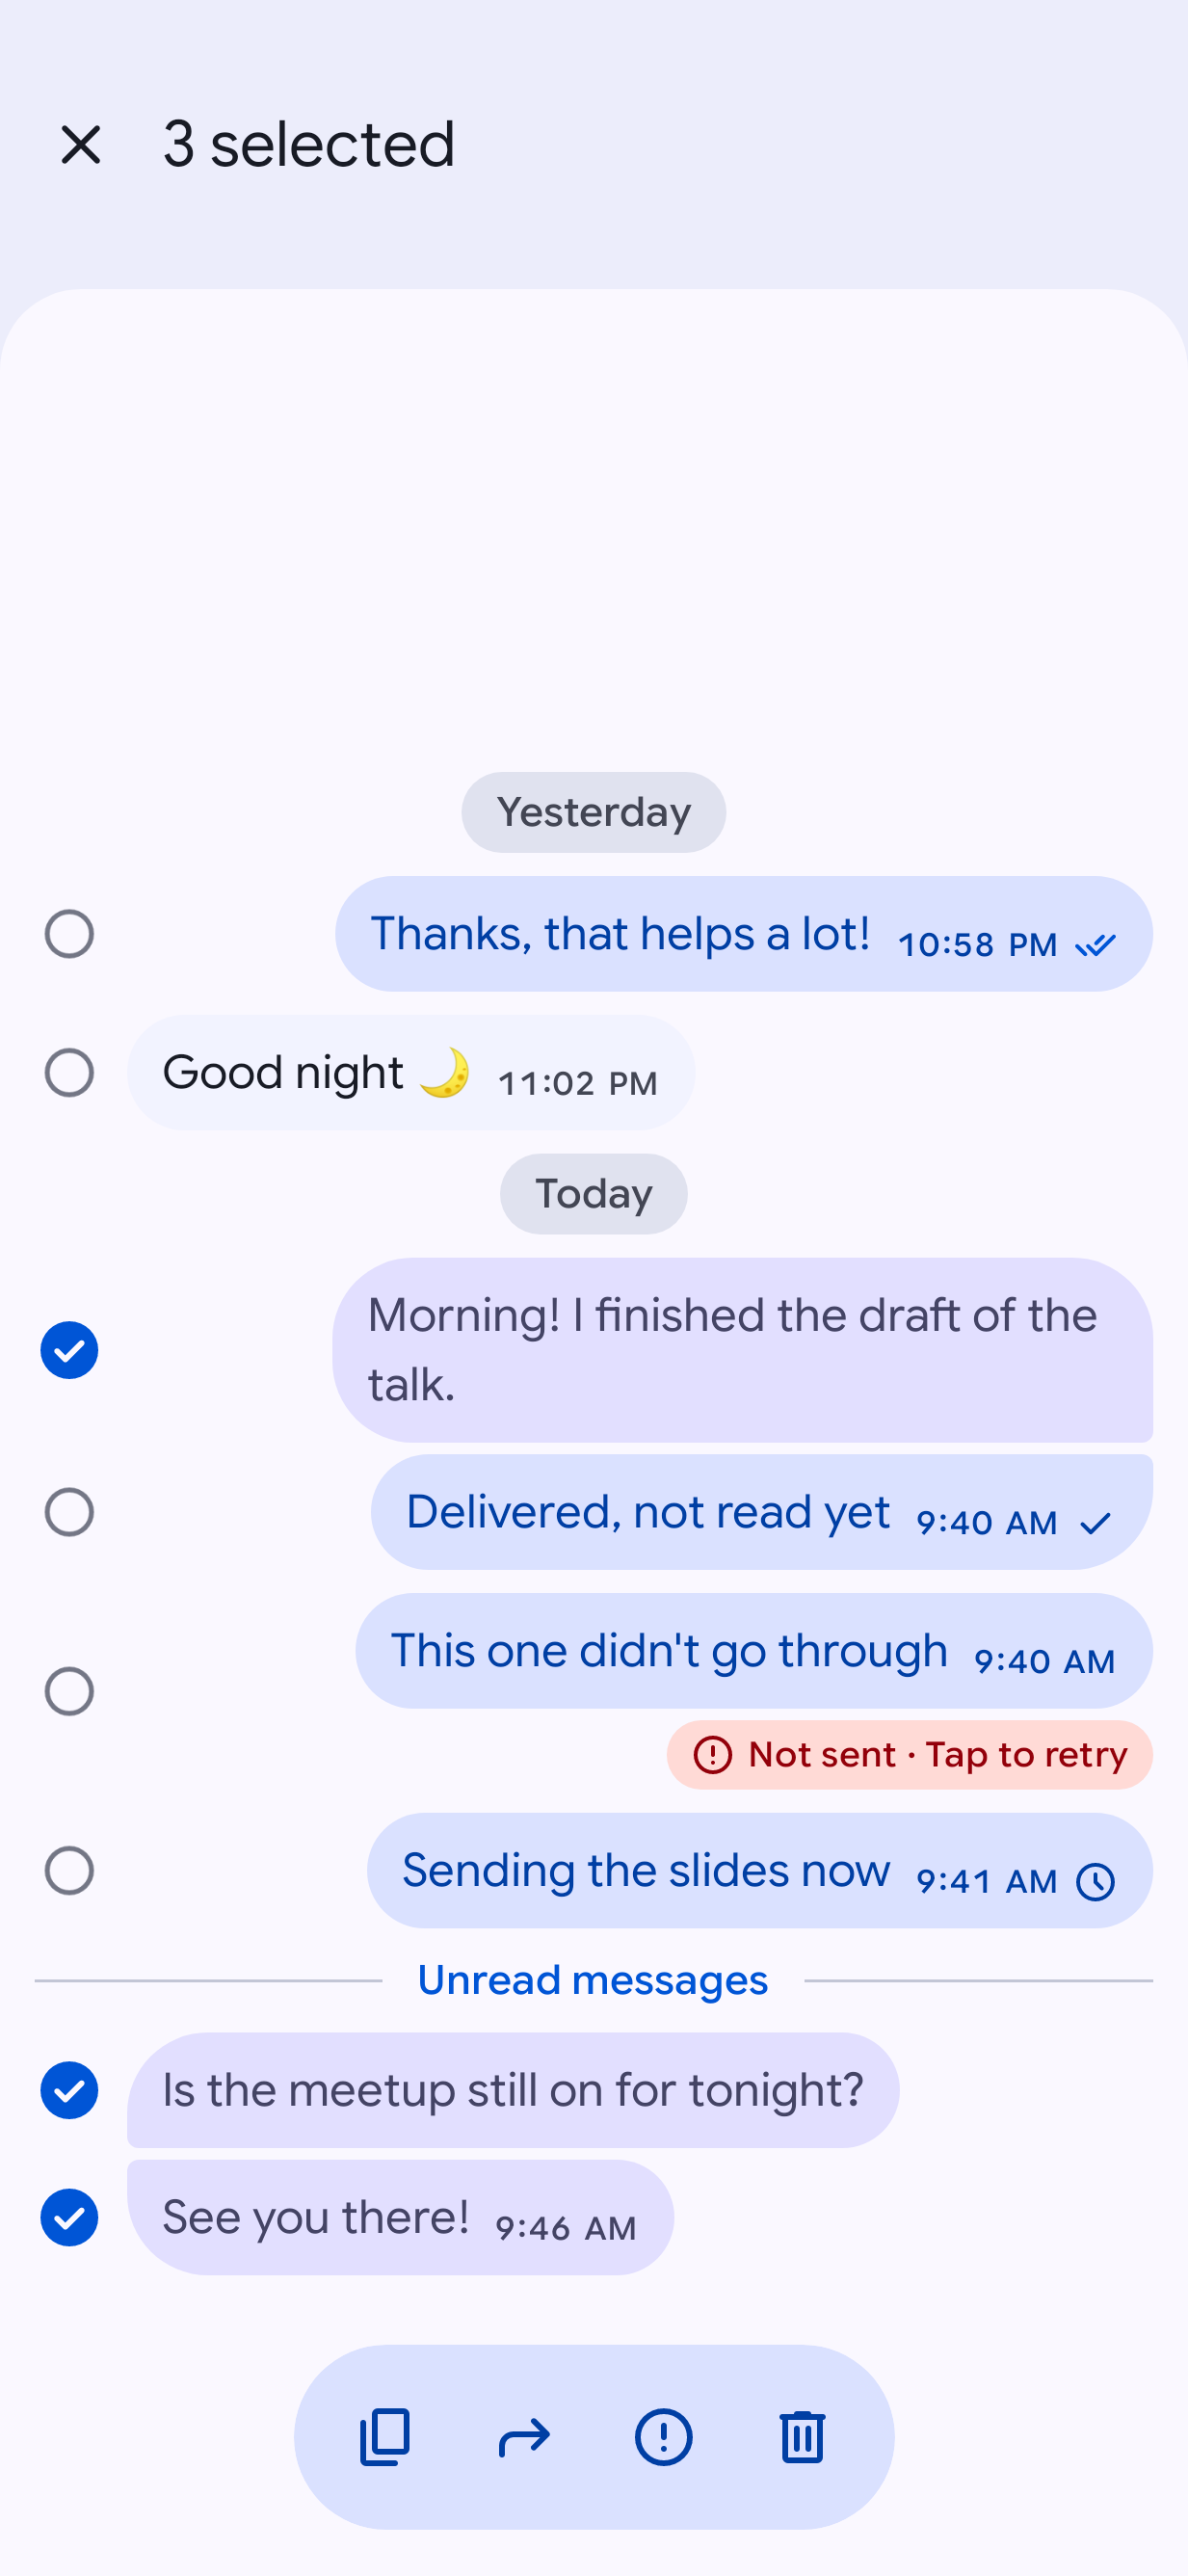 3 selected
Yesterday
Thanks, that helps a lot! 10:58 PM
Good night 🌙 11:02 PM
Today
Morning! I finished the draft of the
talk.
Delivered, not read yet 9:40 AM
This one didn't go through 9:40 AM
Not sent · Tap to retry
Sending the slides now 9:41 AM
Unread messages
Is the meetup still on for tonight?
See you there! 9:46 AM